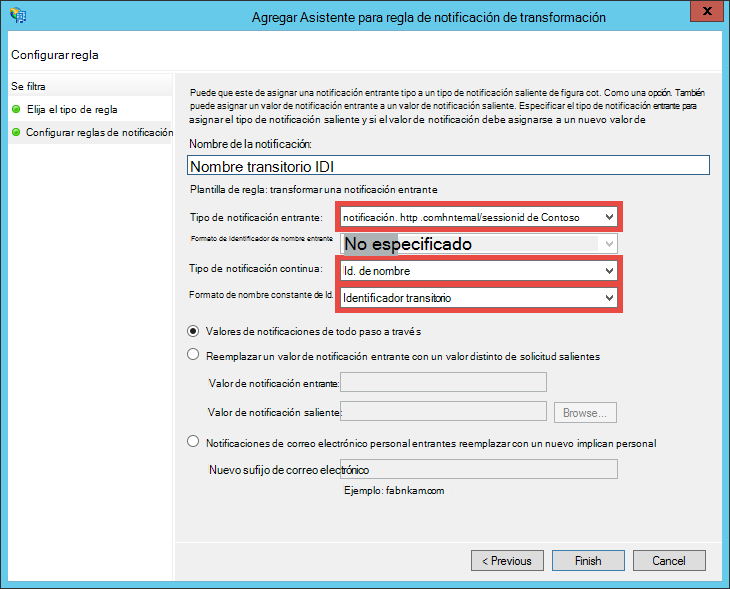 Agregar Asistente para regla de notificación de transformación
X
Configurar regla
Se filtra
Elija el tipo de regla
Configurar reglas de notificación
Puede que este de asignar una notificación entrante tipo a un tipo de notificación saliente de figura cot. Como una opción. También
puede asignar un valor de notificación entrante a un valor de notificación saliente. Especificar el tipo de notificación entrante para
asignar el tipo de notificación saliente y si el valor de notificación debe asignarse a un nuevo valor de
Nombre de la notificación:
Nombre transitorio IDI
Plantilla de regla: transformar una notificación entrante
Tipo de notificación entrante: notificación. http .comhntemal/sessionid de Contoso
Formato de Identificador de nombre entrante No especificado
Tipo de notificación continua: Id. de nombre
Formato de nombre constante de Id. Identificador transitorio
Valores de notificaciones de todo paso a través
Reemplazar un valor de notificación entrante con un valor distinto de solicitud salientes
Valor de notificación entrante:
Valor de notificación saliente: Browse...
Notificaciones de correo electrónico personal entrantes reemplazar con un nuevo implican personal
Nuevo sufijo de correo electrónico
Ejemplo: fabnkam.com
< Previous Finish Cancel